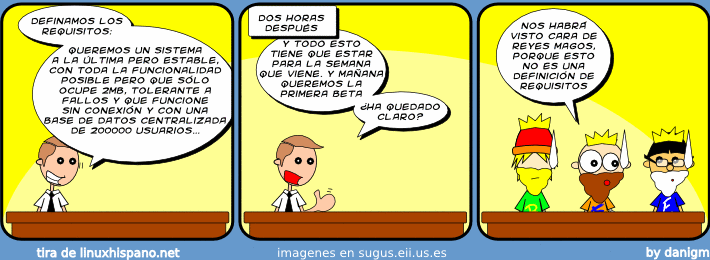 DEFINAMOS LOS
REQUISITOS:
QUEREMOS UN SISTEMA
A LA ÚLTIMA PERO ESTABLE,
CON TODA LA FUNCIONALIDAD
POSIBLE PERO QUE SÓLO
OCUPE 2MB, TOLERANTE A
FALLOS Y QUE FUNCIONE
SIN CONEXIÓN Y CON UNA
BASE DE DATOS CENTRALIZADA
DE 200000 USUARIOS...
DOS HORAS
DESPUÉS
Y TODO ESTO
TIENE QUE ESTAR
PARA LA SEMANA
QUE VIENE. Y MAÑANA
QUEREMOS LA
PRIMERA BETA
¿HA QUEDADO
CLARO?
NOS HABRÁ
VISTO CARA DE
REYES MAGOS,
PORQUE ESTO
NO ES UNA
DEFINICIÓN DE
REQUISITOS
tira de linuxhispano.net
imagenes en sugus.eii.us.es
by danigm